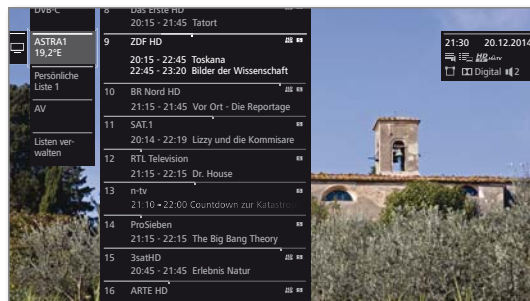 DVB-C
ASTRA1
19,2°E
Persönliche
Liste 1
AV
Listen ver-
walten
8 Das Erste HD
20:15 - 21:45 Tatort
9 ZDF HD
20:15 - 22:45 Toskana
22:45 - 23:20 Bilder der Wissenschaft
10 BR Nord HD
21:15 - 21:45 Vor Ort - Die Reportage
11 SAT.1
20:14 - 22:19 Lizzy und die Kommisare
12 RTL Television
21:15 - 22:15 Dr. House
13 n-tv
21:10 - 22:00 Countdown zur Katastro
14 ProSieben
21:15 - 22:15 The Big Bang Theory
15 3satHD
20:45 - 21:45 Erlebnis Natur
16 ARTE HD
21:30 20.12.2014
Digital 2